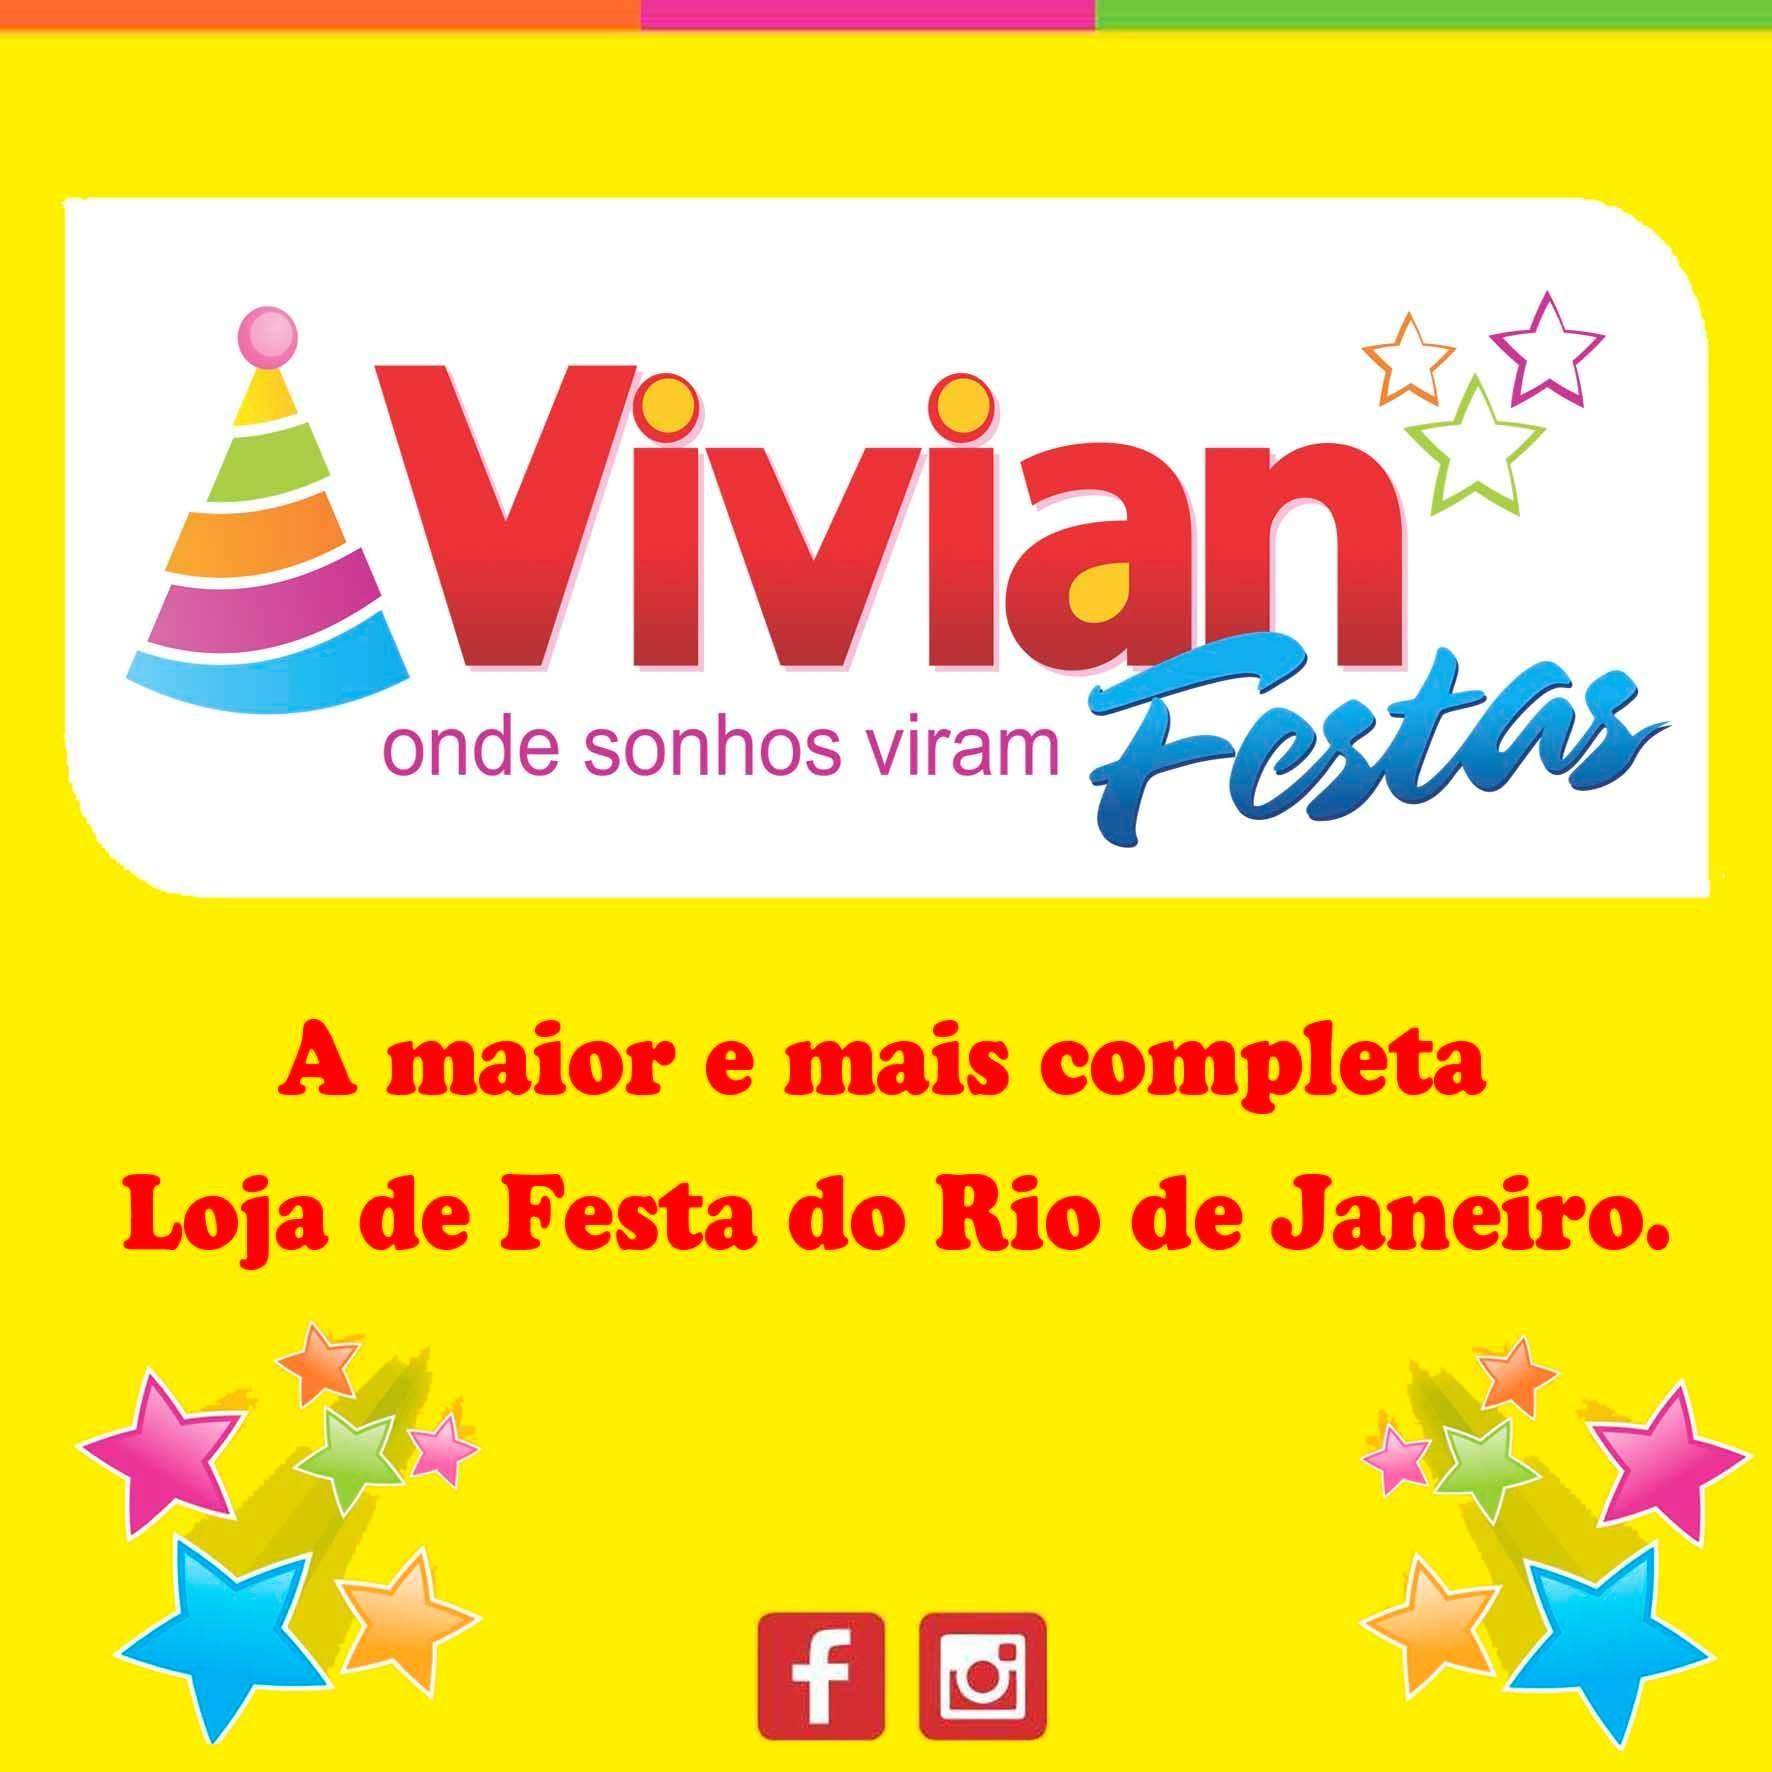 Vivian
onde sonhos viram Festas
A maior e mais completa
Loja de Festa do Rio de Janeiro.